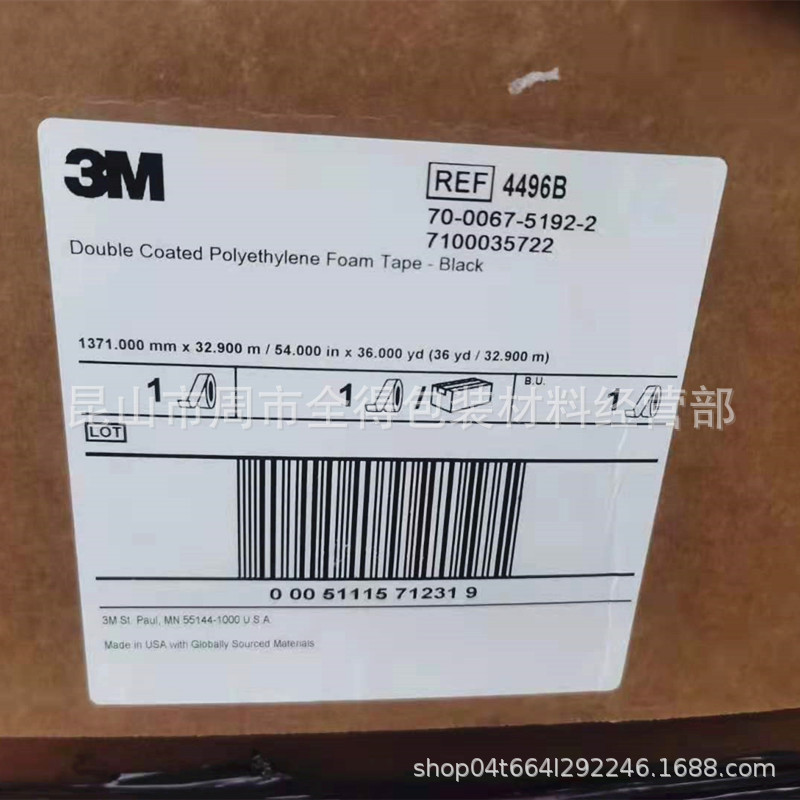 3M
REF 4496B
70-0067-5192-2
7100035722
Double Coated Polyethylene Foam Tape - Black
1371.000 mm x 32.900 m / 54.000 in x 36.000 yd (36 yd / 32.900 m)
B.U.
1 1 / 1
昆山市周市全得包装材料经营部
LOT
0 00 51115 71231 9
3M St. Paul, MN 55144-1000 U.S.A.
Made in USA with Globally Sourced Materials
shop04t664l292246.1688.com